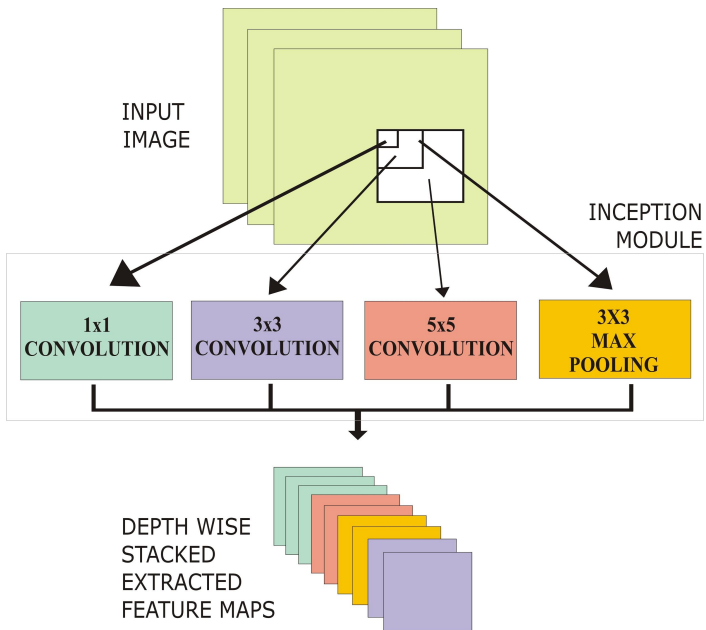 INPUT
IMAGE
INCEPTION
MODULE
1x1
CONVOLUTION
3x3
CONVOLUTION
5x5
CONVOLUTION
3X3
MAX
POOLING
DEPTH WISE
STACKED
EXTRACTED
FEATURE MAPS